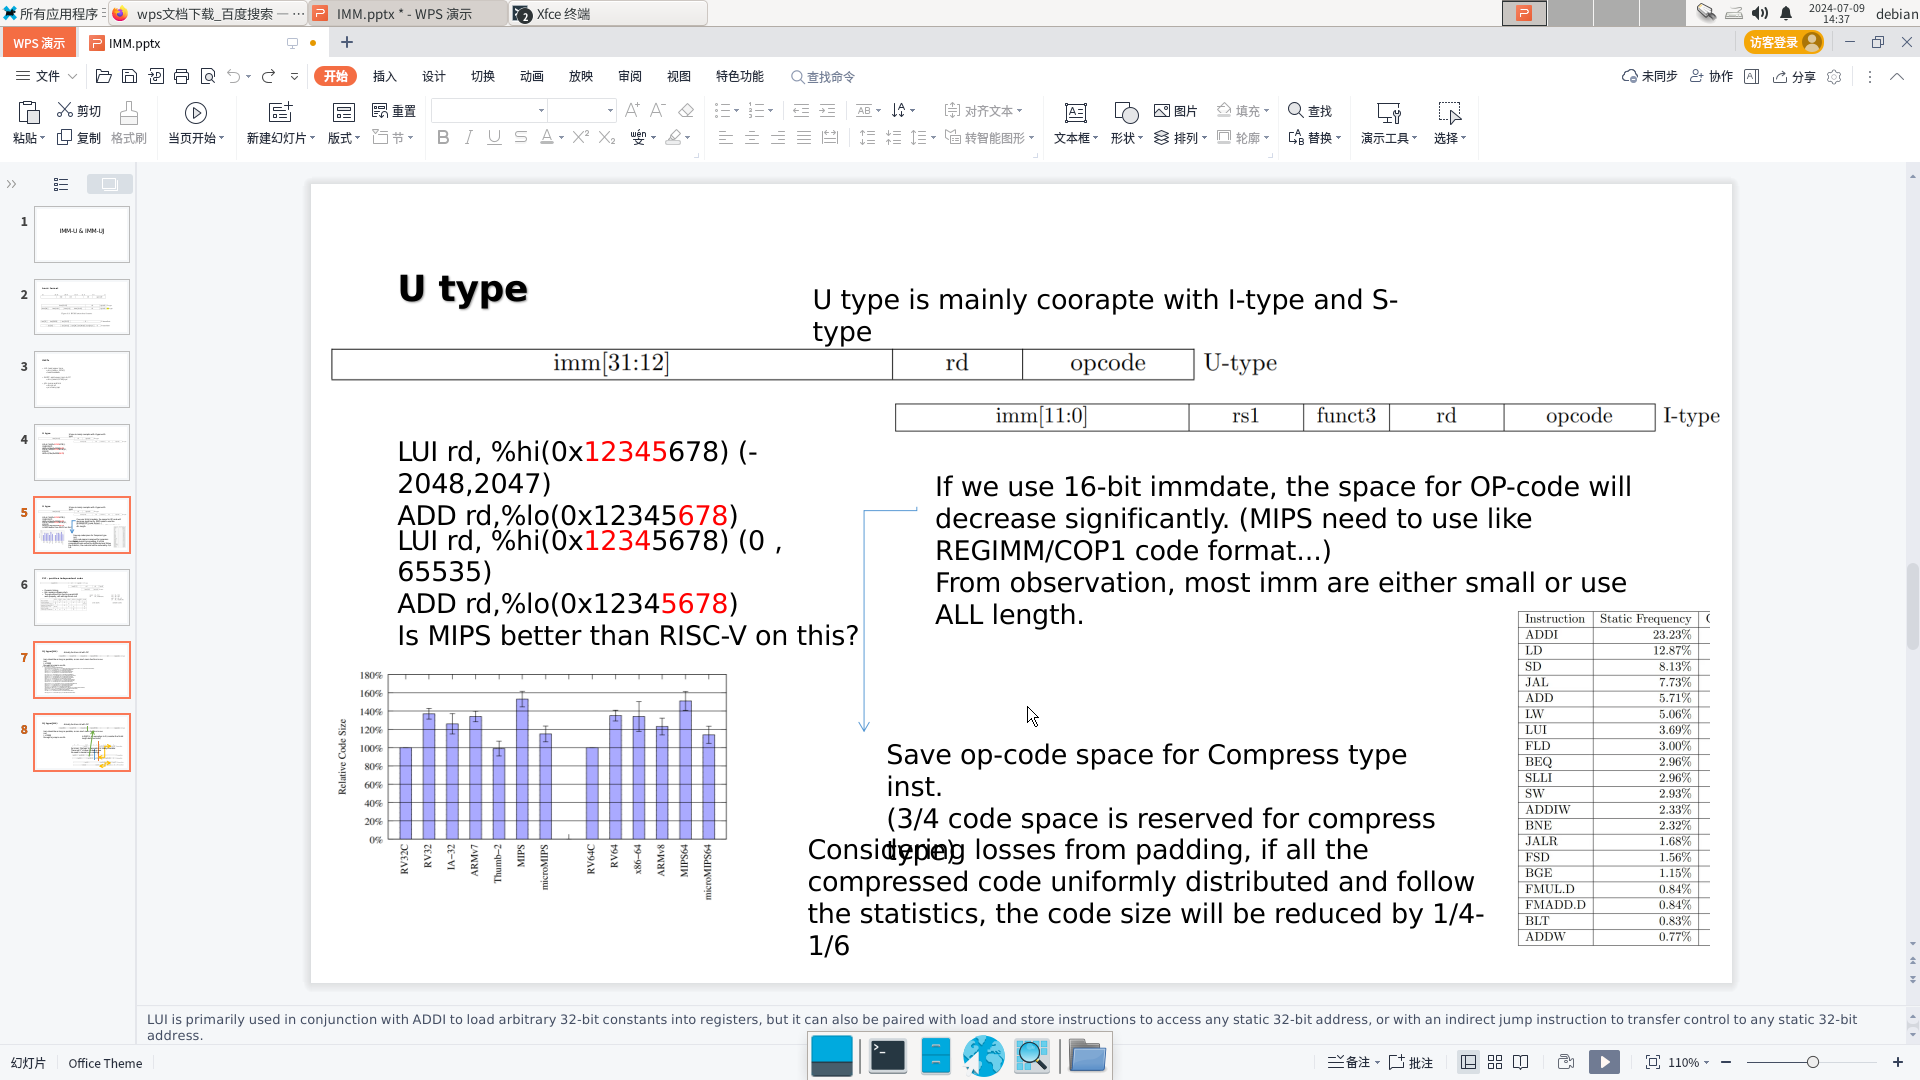 所有应用程序
wps文档下载_百度搜索 — ···
IMM.pptx * - WPS 演示
2 Xfce 终端
2024-07-09
14:37
debian
WPS 演示
IMM.pptx
访客登录
文件
开始 插入 设计 切换 动画 放映 审阅 视图 特色功能 查找命令
未同步 协作 分享
粘贴 剪切 复制 格式刷 当页开始 新建幻灯片 版式 重置 节
对齐文本 转智能图形 文本框 形状 图片 排列 填充 轮廓 查找 替换 演示工具 选择
1
IMM-U & IMM-UJ
2
3
4
5
6
7
8
U type
U type is mainly coorapte with I-type and S-
type
imm[31:12] rd opcode U-type
imm[11:0] rs1 funct3 rd opcode I-type
LUI rd, %hi(0x12345678) (-
2048,2047)
ADD rd,%lo(0x12345678)
LUI rd, %hi(0x12345678) (0 ,
65535)
ADD rd,%lo(0x12345678)
Is MIPS better than RISC-V on this?
If we use 16-bit immdate, the space for OP-code will
decrease significantly. (MIPS need to use like
REGIMM/COP1 code format...)
From observation, most imm are either small or use
ALL length.
Relative Code Size
180%
160%
140%
120%
100%
80%
60%
40%
20%
0%
RV32C RV32 IA-32 ARMv7 Thumb-2 MIPS microMIPS RV64C RV64 x86-64 ARMv8 MIPS64 microMIPS64
Save op-code space for Compress type
inst.
(3/4 code space is reserved for compress
type)
Considering losses from padding, if all the
compressed code uniformly distributed and follow
the statistics, the code size will be reduced by 1/4-
1/6
Instruction Static Frequency
ADDI 23.23%
LD 12.87%
SD 8.13%
JAL 7.73%
ADD 5.71%
LW 5.06%
LUI 3.69%
FLD 3.00%
BEQ 2.96%
SLLI 2.96%
SW 2.93%
ADDIW 2.33%
BNE 2.32%
JALR 1.68%
FSD 1.56%
BGE 1.15%
FMUL.D 0.84%
FMADD.D 0.84%
BLT 0.83%
ADDW 0.77%
LUI is primarily used in conjunction with ADDI to load arbitrary 32-bit constants into registers, but it can also be paired with load and store instructions to access any static 32-bit address, or with an indirect jump instruction to transfer control to any static 32-bit
address.
幻灯片 Office Theme
备注 批注 110%